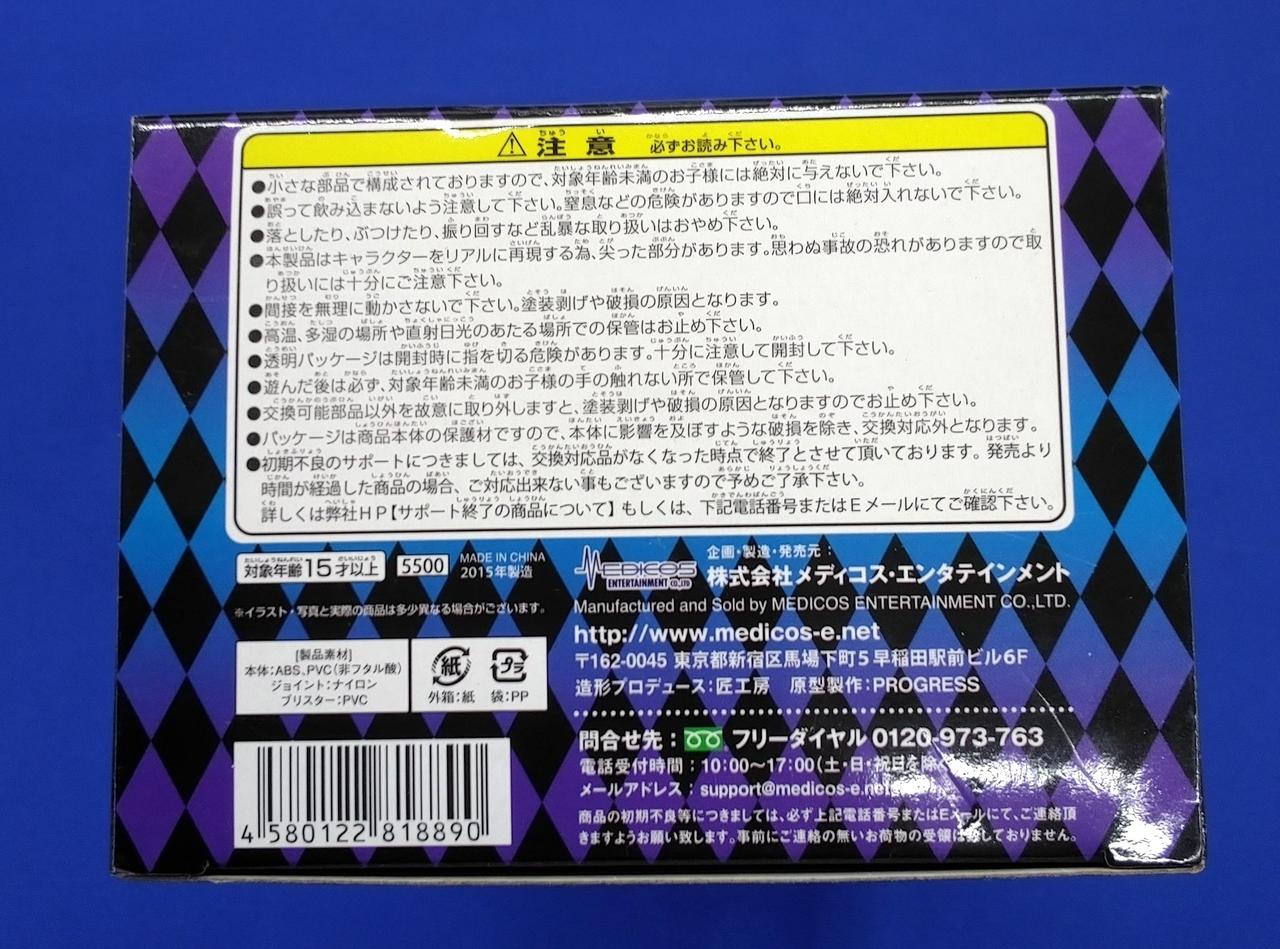 ⚠ 注意 必ずお読み下さい。
●小さな部品で構成されておりますので、対象年齢未満のお子様には絶対に与えないで下さい。
●誤って飲み込まないよう注意して下さい。窒息などの危険がありますので口には絶対入れないで下さい。
●落としたり、ぶつけたり、振り回すなど乱暴な取り扱いはおやめ下さい。
●本製品はキャラクターをリアルに再現する為、尖った部分があります。思わぬ事故の恐れがありますので取
り扱いには十分にご注意下さい。
●間接を無理に動かさないで下さい。塗装剥げや破損の原因となります。
●高温、多湿の場所や直射日光のあたる場所での保管はお止め下さい。
●透明パッケージは開封時に指を切る危険があります。十分に注意して開封して下さい。
●遊んだ後は必ず、対象年齢未満のお子様の手の触れない所で保管して下さい。
●交換可能部品以外を故意に取り外しますと、塗装剥げや破損の原因となりますのでお止め下さい。
●パッケージは商品本体の保護材ですので、本体に影響を及ぼすような破損を除き、交換対応外となります。
●初期不良のサポートにつきましては、交換対応品がなくなった時点で終了とさせて頂いております。発売より
時間が経過した商品の場合、ご対応出来ない事もございますので予めご了承下さい。
詳しくは弊社HP【サポート終了の商品について】もしくは、下記電話番号またはEメールにてご確認下さい。
対象年齢15才以上 5500 MADE IN CHINA
2015年製造
※イラスト・写真と実際の商品は多少異なる場合がございます。
[製品素材]
本体:ABS、PVC(非フタル酸)
ジョイント:ナイロン
ブリスター:PVC
紙 プラ
外箱:紙 袋:PP
4 580122 818890
MEDICOS
ENTERTAINMENT CO.,LTD
企画・製造・発売元:
株式会社メディコス・エンタテインメント
Manufactured and Sold by MEDICOS ENTERTAINMENT CO.,LTD.
http://www.medicos-e.net
〒162-0045 東京都新宿区馬場下町5 早稲田駅前ビル6F
造形プロデュース:匠工房 原型製作:PROGRESS
問合せ先: フリーダイヤル 0120-973-763
電話受付時間:10:00〜17:00(土・日・祝日を除く
メールアドレス:support@medicos-e.net
商品の初期不良等につきましては、必ず上記電話番号またはEメールにて、ご連絡頂
きますようお願い致します。事前にご連絡の無いお荷物の受領は致しておりません。